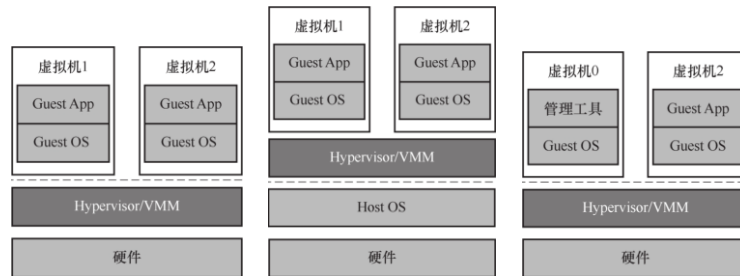 虚拟机1 虚拟机2
Guest App Guest App
Guest OS Guest OS
Hypervisor/VMM
硬件
虚拟机1 虚拟机2
Guest App Guest App
Guest OS Guest OS
Hypervisor/VMM
Host OS
硬件
虚拟机0 虚拟机2
管理工具 Guest App
Guest OS Guest OS
Hypervisor/VMM
硬件